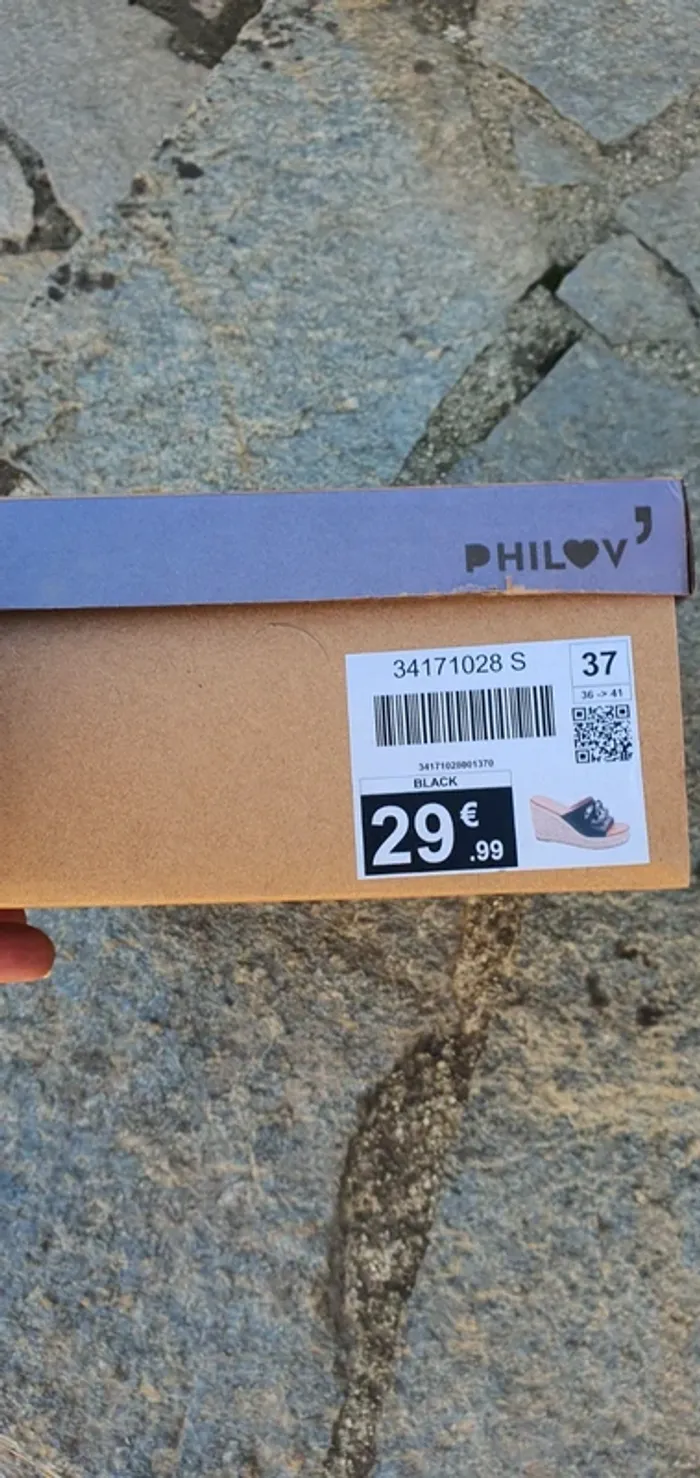 PHILOV'
34171028 S
37
36 -> 41
34171028001370
BLACK
29€.99